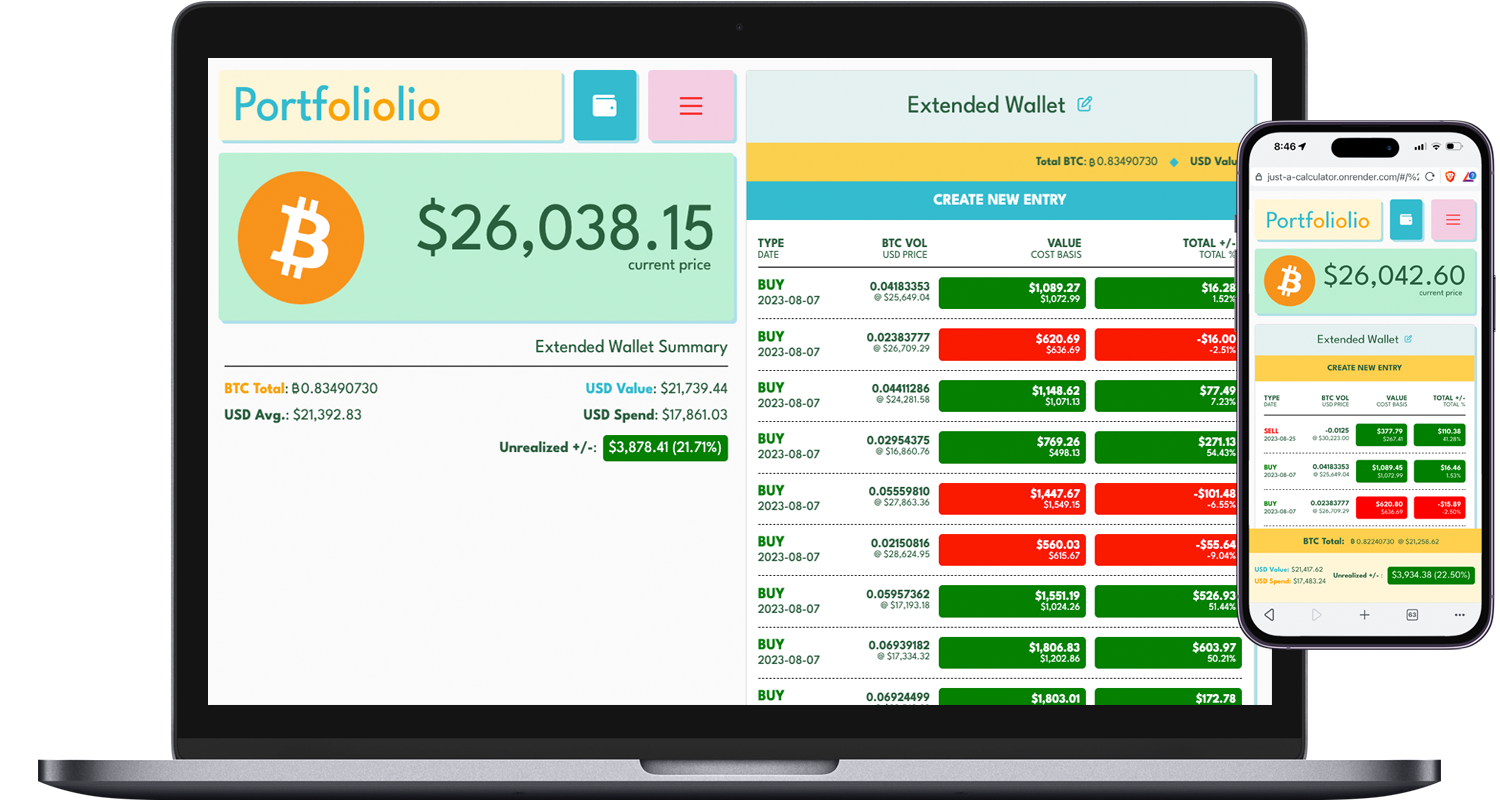 Portfoliolio
$26,038.15
current price
Extended Wallet Summary
BTC Total: ₿0.83490730
USD Value: $21,739.44
USD Avg.: $21,392.83
USD Spend: $17,861.03
Unrealized +/-: $3,878.41 (21.71%)
Extended Wallet
Total BTC: ₿0.83490730 ◆ USD Valu
CREATE NEW ENTRY
TYPE BTC VOL VALUE TOTAL +/-
DATE USD PRICE COST BASIS TOTAL %
BUY 0.04183353 $1,089.27 $16.28
2023-08-07 @ $25,649.04 $1,072.99 1.52%
BUY 0.02383777 $620.69 -$16.00
2023-08-07 @ $26,709.29 $636.69 -2.51%
BUY 0.04411286 $1,148.62 $77.49
2023-08-07 @ $24,281.58 $1,071.13 7.23%
BUY 0.02954375 $769.26 $271.13
2023-08-07 @ $16,860.76 $498.13 54.43%
BUY 0.05559810 $1,447.67 -$101.48
2023-08-07 @ $27,863.36 $1,549.15 -6.55%
BUY 0.02150816 $560.03 -$55.64
2023-08-07 @ $28,624.95 $615.67 -9.04%
BUY 0.05957362 $1,551.19 $526.93
2023-08-07 @ $17,193.18 $1,024.26 51.44%
BUY 0.06939182 $1,806.83 $603.97
2023-08-07 @ $17,334.32 $1,202.86 50.21%
BUY 0.06924499 $1,803.01 $172.78
8:46
just-a-calculator.onrender.com/#/%2
Portfoliolio
$26,042.60
current price
Extended Wallet
CREATE NEW ENTRY
TYPE BTC VOL VALUE TOTAL +/-
DATE USD PRICE COST BASIS TOTAL %
SELL -0.0125 $377.79 $110.38
2023-08-25 @ $30,223.00 $267.41 41.28%
BUY 0.04183353 $1,089.45 $16.46
2023-08-07 @ $25,649.04 $1,072.99 1.53%
BUY 0.02383777 $620.80 -$15.89
2023-08-07 @ $26,709.29 $636.69 -2.50%
BTC Total: ₿ 0.82240730 @ $21,258.62
USD Value: $21,417.62
USD Spend: $17,483.24
Unrealized +/- : $3,934.38 (22.50%)
63